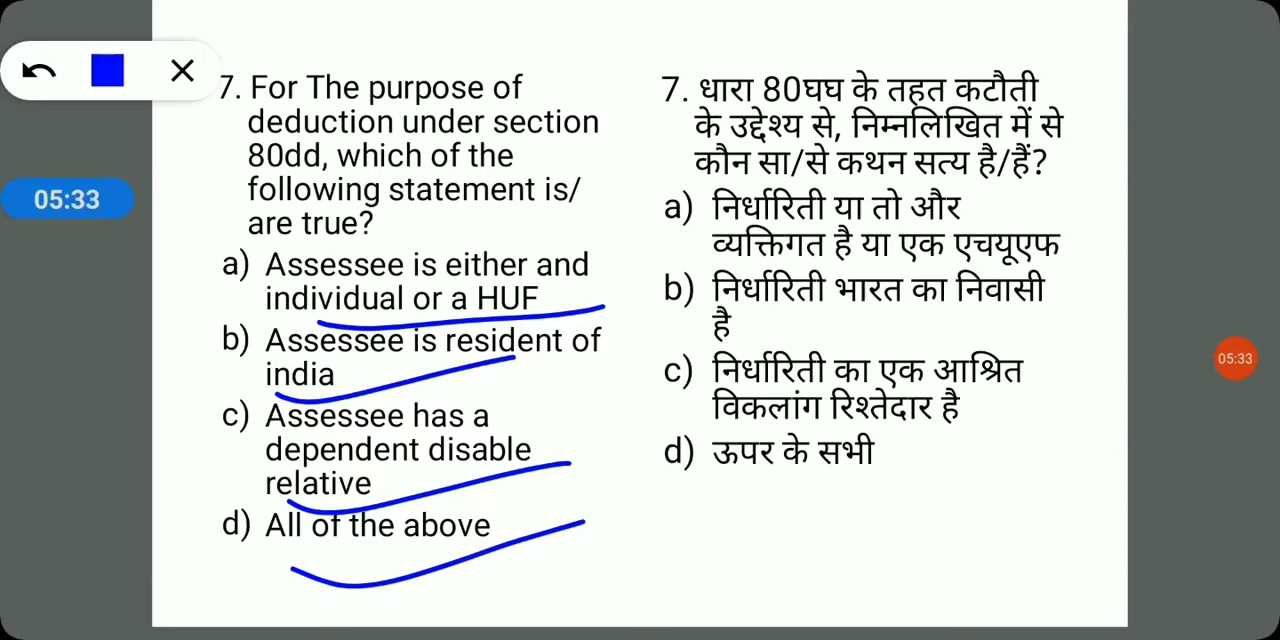 05:33
7. For The purpose of
deduction under section
80dd, which of the
following statement is/
are true?
a) Assessee is either and
individual or a HUF
b) Assessee is resident of
india
c) Assessee has a
dependent disable
relative
d) All of the above
7. धारा 80घघ के तहत कटौती
के उद्देश्य से, निम्नलिखित में से
कौन सा/से कथन सत्य है/हैं?
a) निर्धारिती या तो और
व्यक्तिगत है या एक एचयूएफ
b) निर्धारिती भारत का निवासी
है
c) निर्धारिती का एक आश्रित
विकलांग रिश्तेदार है
d) ऊपर के सभी
05:33